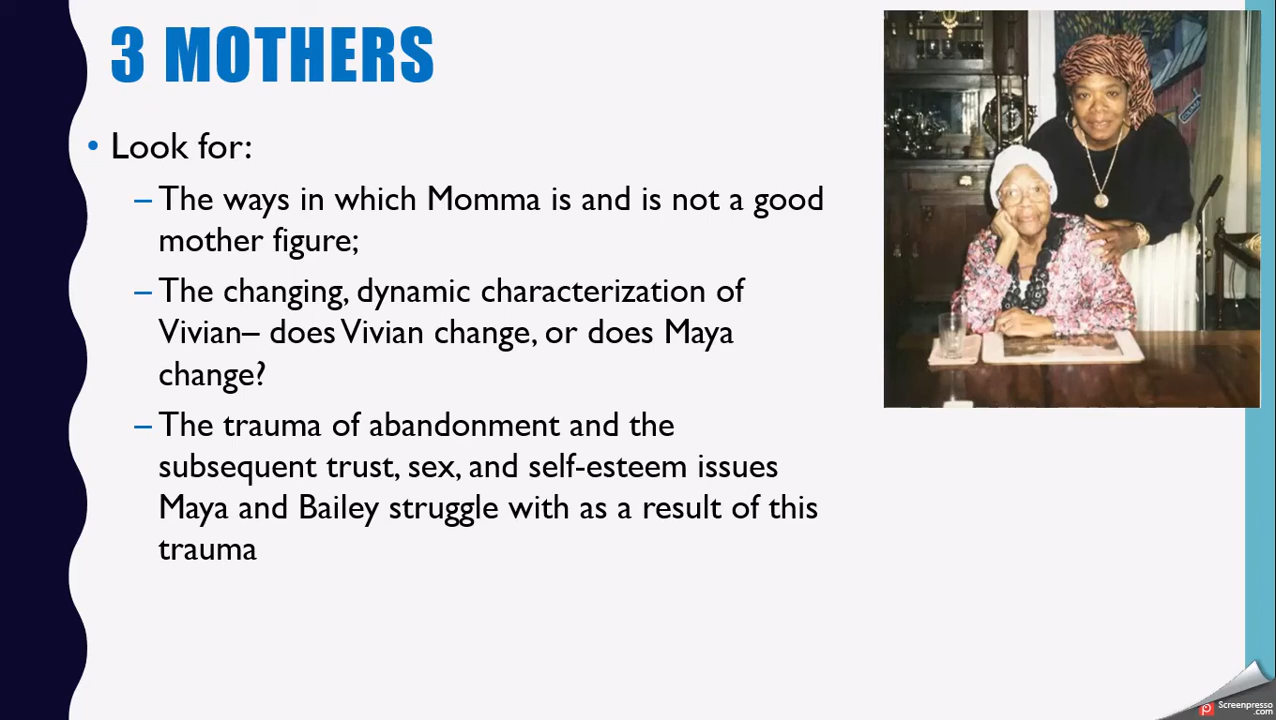 3 MOTHERS
• Look for:
– The ways in which Momma is and is not a good
mother figure;
– The changing, dynamic characterization of
Vivian– does Vivian change, or does Maya
change?
– The trauma of abandonment and the
subsequent trust, sex, and self-esteem issues
Maya and Bailey struggle with as a result of this
trauma
Screenpresso
.com